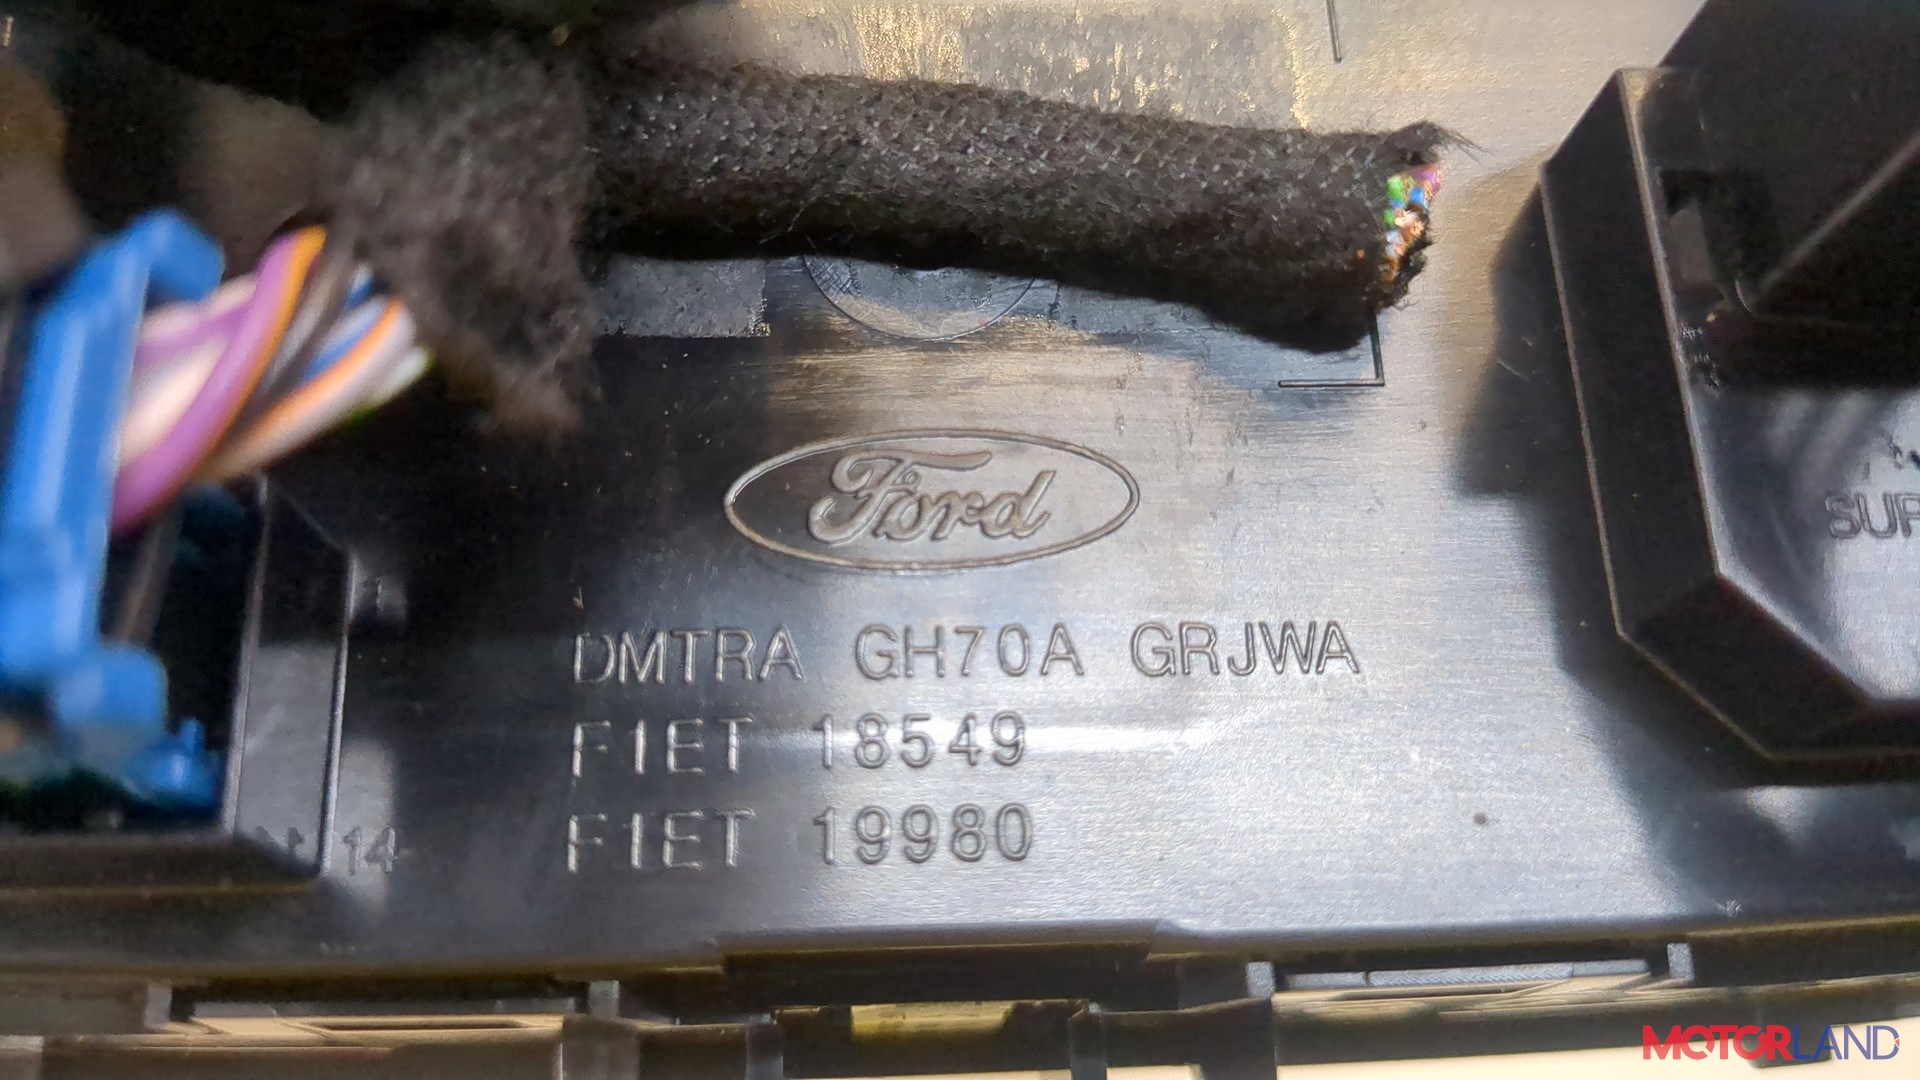 Ford
DMTRA GH70A GRJWA
F1ET 18549
F1ET 19980
14
MOTORLAND